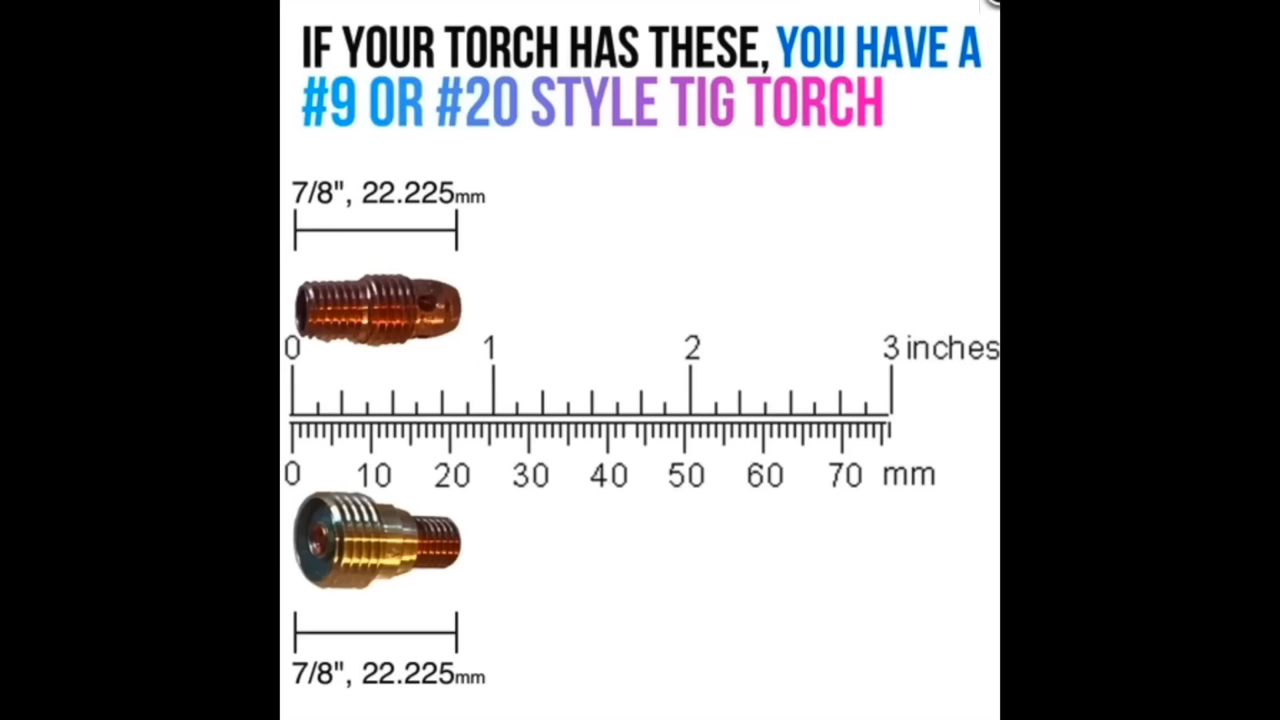 IF YOUR TORCH HAS THESE, YOU HAVE A
#9 OR #20 STYLE TIG TORCH
7/8", 22.225mm
0 1 2 3 inches
0 10 20 30 40 50 60 70 mm
7/8", 22.225mm